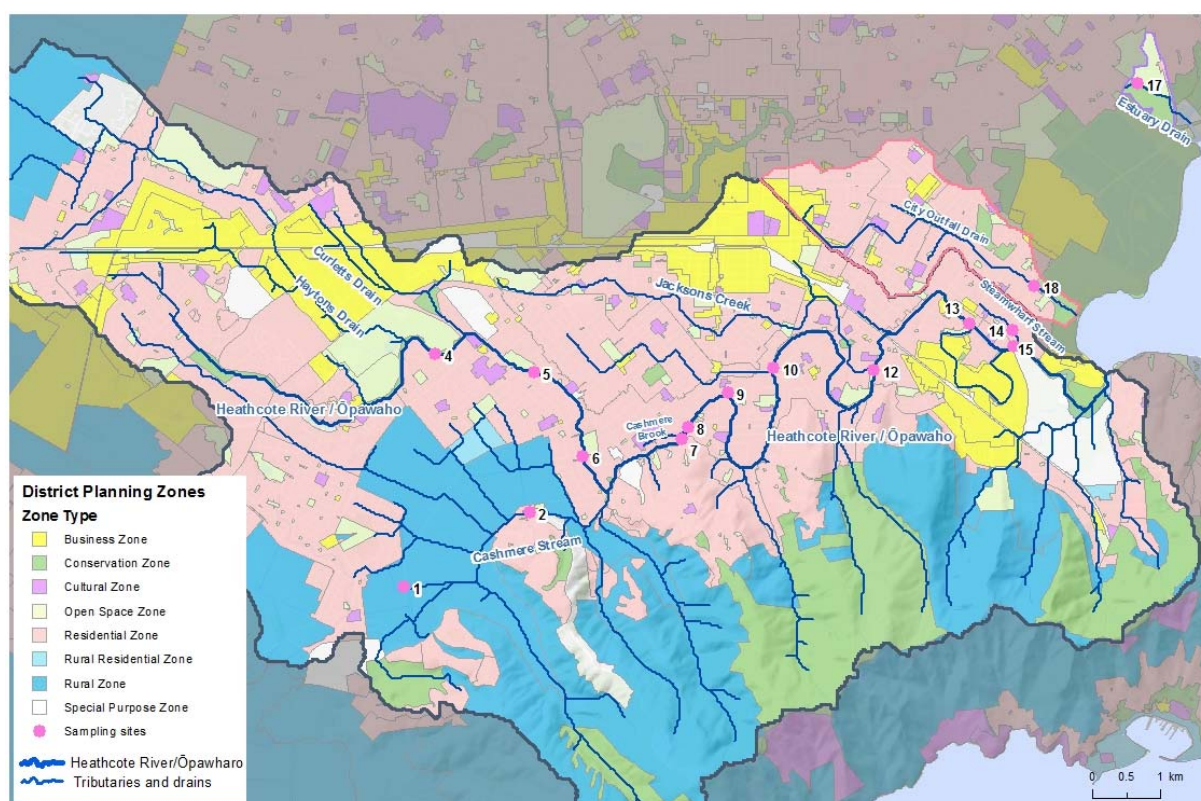 17
Estuary Drain
City Outfall Drain
18
Curletts Drain
Haytons Drain
Jacksons Creek
Steamwharf Stream
13
14
15
4
5
10
12
9
Heathcote River / Ōpawaho
Cashmere
Brook
8
7
Heathcote River / Ōpawaho
6
2
Cashmere Stream
1
District Planning Zones
Zone Type
Business Zone
Conservation Zone
Cultural Zone
Open Space Zone
Residential Zone
Rural Residential Zone
Rural Zone
Special Purpose Zone
Sampling sites
Heathcote River/Ōpawharo
Tributaries and drains
0 0.5 1 km